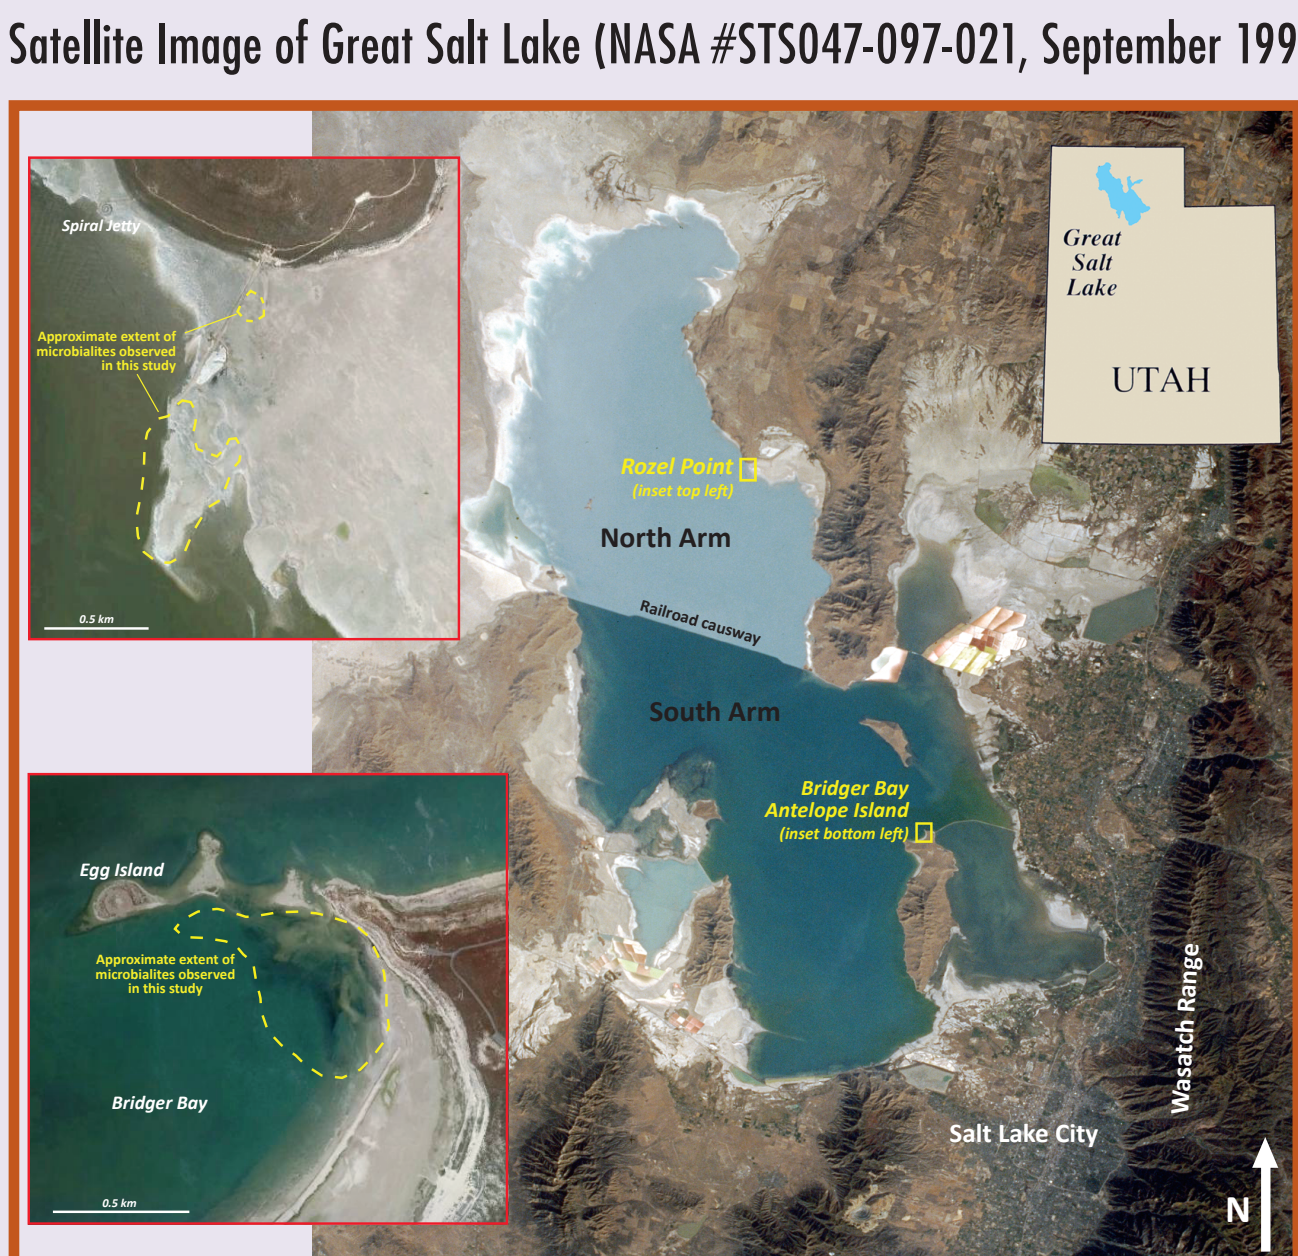 Satellite Image of Great Salt Lake (NASA #STS047-097-021, September 199
Spiral Jetty
Approximate extent of
microbialites observed
in this study
0.5 km
Great
Salt
Lake
UTAH
Rozel Point
(inset top left)
North Arm
Railroad causway
South Arm
Bridger Bay
Antelope Island
(inset bottom left)
Egg Island
Approximate extent of
microbialites observed
in this study
Bridger Bay
0.5 km
Wasatch Range
Salt Lake City
N